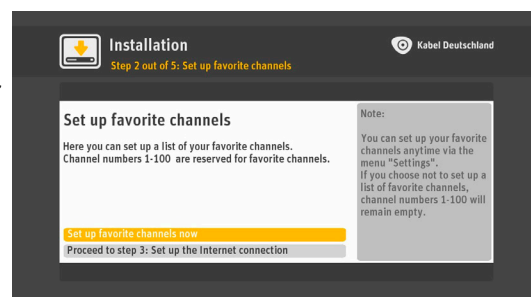 Installation
Kabel Deutschland
Step 2 out of 5: Set up favorite channels
Set up favorite channels
Here you can set up a list of your favorite channels.
Channel numbers 1-100 are reserved for favorite channels.
Set up favorite channels now
Proceed to step 3: Set up the Internet connection
Note:
You can set up your favorite
channels anytime via the
menu "Settings".
If you choose not to set up a
list of favorite channels,
channel numbers 1-100 will
remain empty.